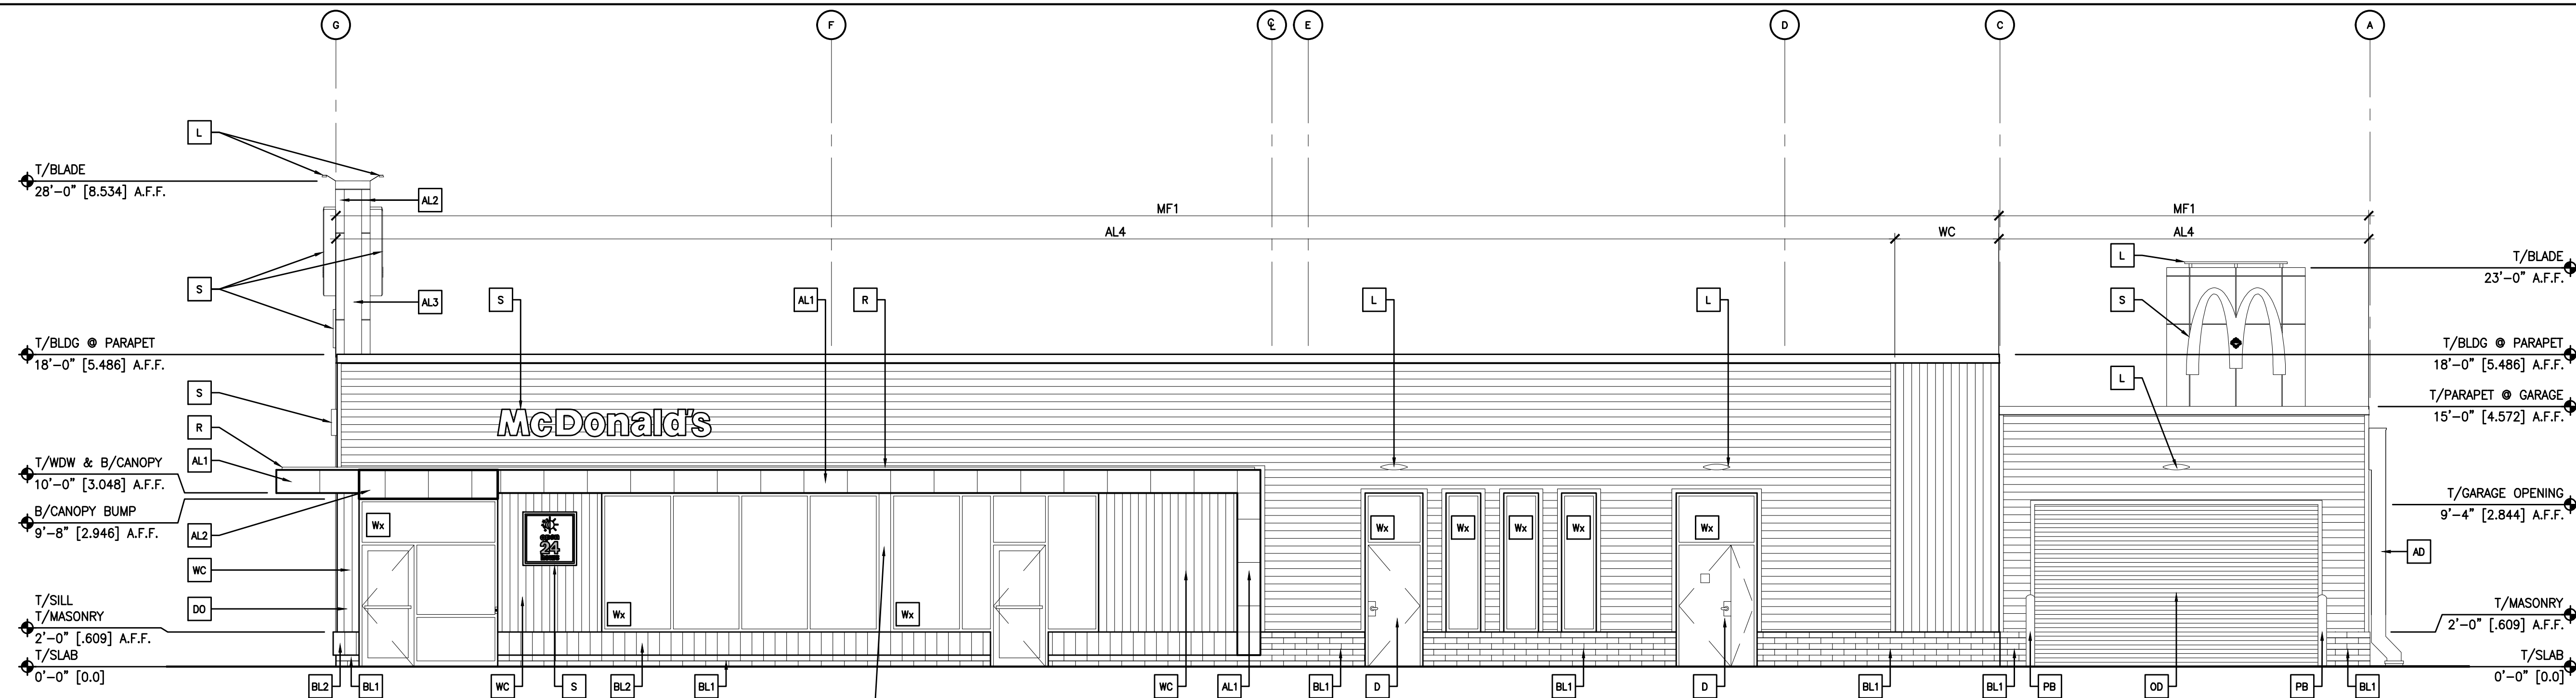 G
F
℄
E
D
C
A
L
T/BLADE
28'-0" [8.534] A.F.F.
AL2
MF1
MF1
AL4
WC
AL4
L
T/BLADE
23'-0" A.F.F.
S
AL3
S
AL1
R
L
L
S
T/BLDG @ PARAPET
18'-0" [5.486] A.F.F.
T/BLDG @ PARAPET
18'-0" [5.486] A.F.F.
L
S
McDonald's
T/PARAPET @ GARAGE
15'-0" [4.572] A.F.F.
R
AL1
T/WDW & B/CANOPY
10'-0" [3.048] A.F.F.
B/CANOPY BUMP
9'-8" [2.946] A.F.F.
AL2
T/GARAGE OPENING
9'-4" [2.844] A.F.F.
Wx
open
24
hours
Wx
Wx
Wx
Wx
Wx
AD
WC
DO
T/SILL
T/MASONRY
2'-0" [.609] A.F.F.
Wx
Wx
T/MASONRY
2'-0" [.609] A.F.F.
T/SLAB
0'-0" [0.0]
T/SLAB
0'-0" [0.0]
BL2
BL1
WC
S
BL2
BL1
WC
AL1
BL1
D
BL1
D
BL1
BL1
PB
OD
PB
BL1